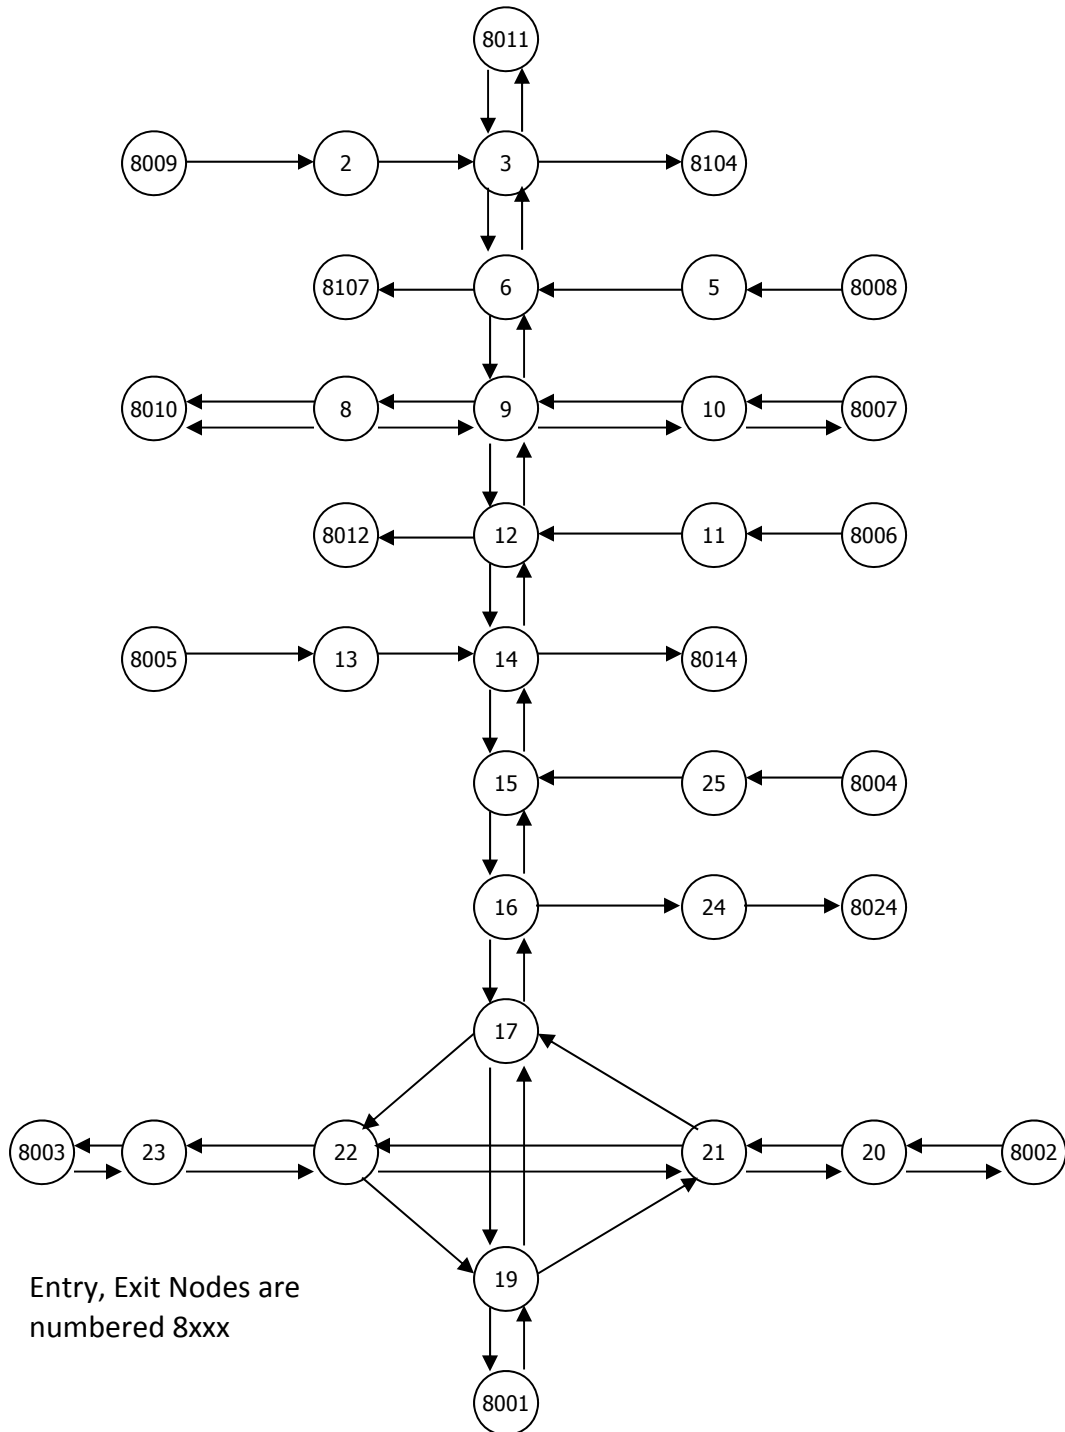 8011
8009 2 3 8104
8107 6 5 8008
8010 8 9 10 8007
8012 12 11 8006
8005 13 14 8014
15 25 8004
16 24 8024
17
8003 23 22 21 20 8002
19
Entry, Exit Nodes are
numbered 8xxx
8001